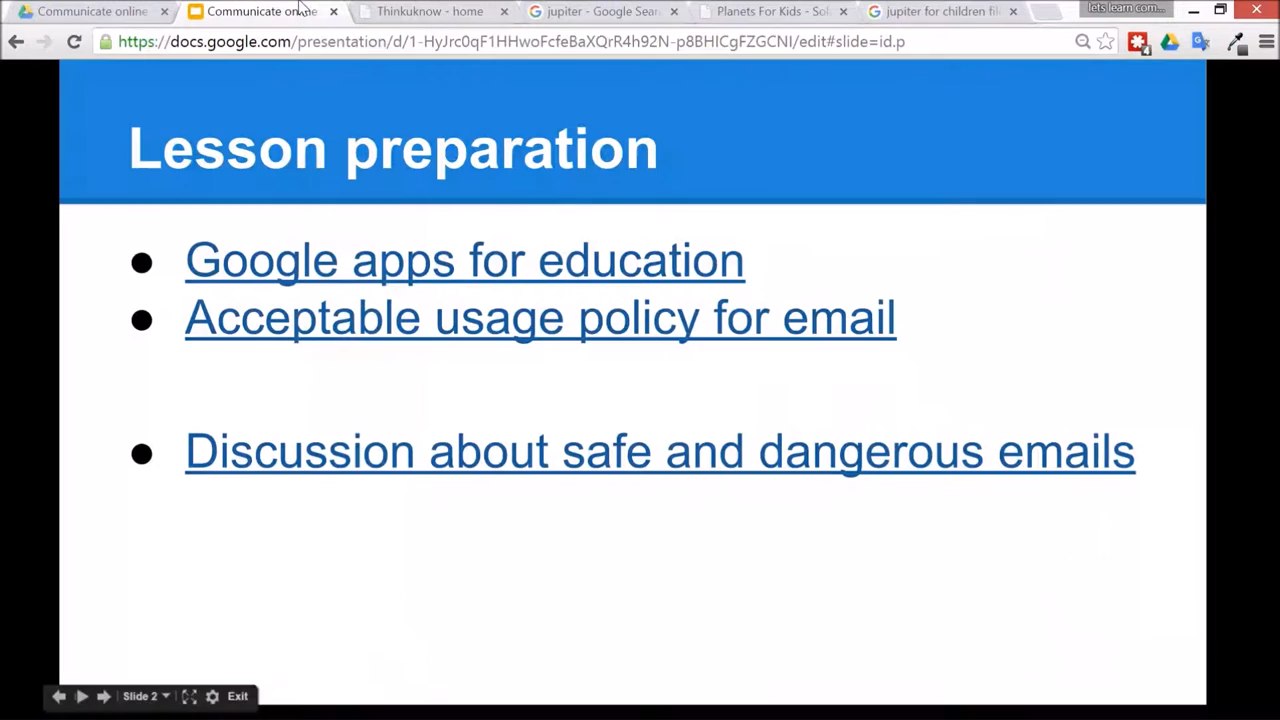 Communicate online
Communicate online
Thinkuknow - home
jupiter - Google Sear
Planets For Kids - Sol
jupiter for children fil
lets learn com...
https://docs.google.com/presentation/d/1-HyJrc0qF1HHwoFcfeBaXQrR4h92N-p8BHICgFZGCNI/edit#slide=id.p
Lesson preparation
● Google apps for education
● Acceptable usage policy for email
● Discussion about safe and dangerous emails
Slide 2
Exit